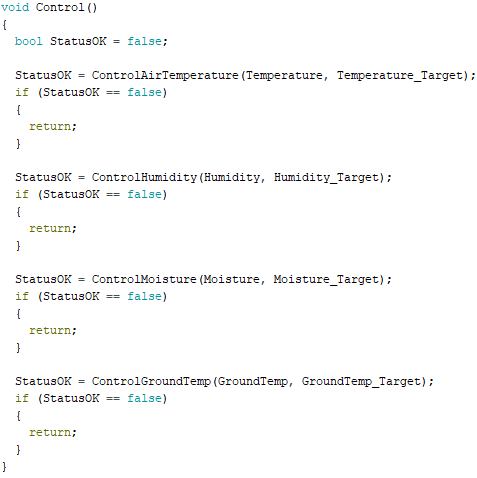 void Control()
{
  bool StatusOK = false;

  StatusOK = ControlAirTemperature(Temperature, Temperature_Target);
  if (StatusOK == false)
  {
    return;
  }

  StatusOK = ControlHumidity(Humidity, Humidity_Target);
  if (StatusOK == false)
  {
    return;
  }

  StatusOK = ControlMoisture(Moisture, Moisture_Target);
  if (StatusOK == false)
  {
    return;
  }

  StatusOK = ControlGroundTemp(GroundTemp, GroundTemp_Target);
  if (StatusOK == false)
  {
    return;
  }
}